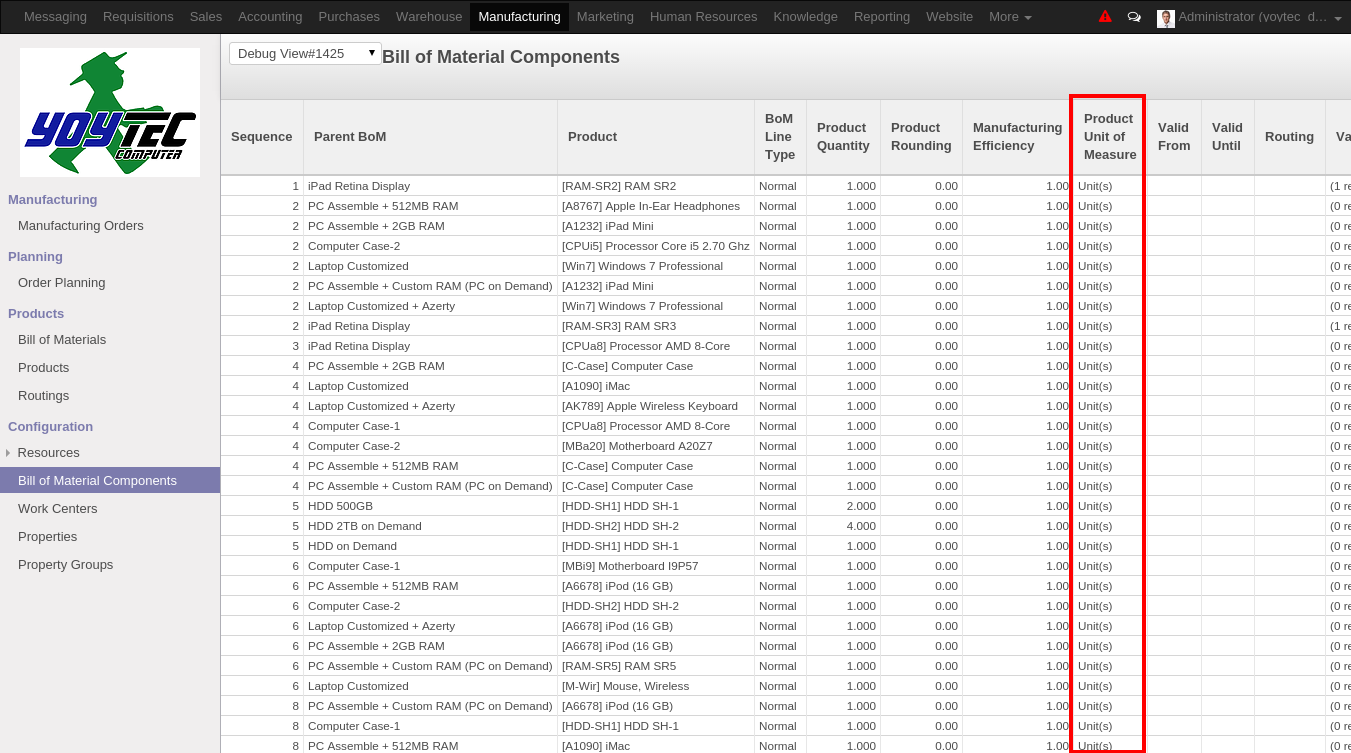 Messaging Requisitions Sales Accounting Purchases Warehouse Manufacturing Marketing Human Resources Knowledge Reporting Website More Administrator (yoytec_d...
YOYTEC
COMPUTER
Manufacturing
Manufacturing Orders
Planning
Order Planning
Products
Bill of Materials
Products
Routings
Configuration
Resources
Bill of Material Components
Work Centers
Properties
Property Groups
Debug View#1425 Bill of Material Components
Sequence Parent BoM Product BoM Line Type Product Quantity Product Rounding Manufacturing Efficiency Product Unit of Measure Valid From Valid Until Routing Va
1 iPad Retina Display [RAM-SR2] RAM SR2 Normal 1.000 0.00 1.00 Unit(s) (1 re
2 PC Assemble + 512MB RAM [A8767] Apple In-Ear Headphones Normal 1.000 0.00 1.00 Unit(s) (0 re
2 PC Assemble + 2GB RAM [A1232] iPad Mini Normal 1.000 0.00 1.00 Unit(s) (0 re
2 Computer Case-2 [CPUi5] Processor Core i5 2.70 Ghz Normal 1.000 0.00 1.00 Unit(s) (0 re
2 Laptop Customized [Win7] Windows 7 Professional Normal 1.000 0.00 1.00 Unit(s) (0 re
2 PC Assemble + Custom RAM (PC on Demand) [A1232] iPad Mini Normal 1.000 0.00 1.00 Unit(s) (0 re
2 Laptop Customized + Azerty [Win7] Windows 7 Professional Normal 1.000 0.00 1.00 Unit(s) (0 re
2 iPad Retina Display [RAM-SR3] RAM SR3 Normal 1.000 0.00 1.00 Unit(s) (1 re
3 iPad Retina Display [CPUa8] Processor AMD 8-Core Normal 1.000 0.00 1.00 Unit(s) (0 re
4 PC Assemble + 2GB RAM [C-Case] Computer Case Normal 1.000 0.00 1.00 Unit(s) (0 re
4 Laptop Customized [A1090] iMac Normal 1.000 0.00 1.00 Unit(s) (0 re
4 Laptop Customized + Azerty [AK789] Apple Wireless Keyboard Normal 1.000 0.00 1.00 Unit(s) (0 re
4 Computer Case-1 [CPUa8] Processor AMD 8-Core Normal 1.000 0.00 1.00 Unit(s) (0 re
4 Computer Case-2 [MBa20] Motherboard A20Z7 Normal 1.000 0.00 1.00 Unit(s) (0 re
4 PC Assemble + 512MB RAM [C-Case] Computer Case Normal 1.000 0.00 1.00 Unit(s) (0 re
4 PC Assemble + Custom RAM (PC on Demand) [C-Case] Computer Case Normal 1.000 0.00 1.00 Unit(s) (0 re
5 HDD 500GB [HDD-SH1] HDD SH-1 Normal 2.000 0.00 1.00 Unit(s) (0 re
5 HDD 2TB on Demand [HDD-SH2] HDD SH-2 Normal 4.000 0.00 1.00 Unit(s) (0 re
5 HDD on Demand [HDD-SH1] HDD SH-1 Normal 1.000 0.00 1.00 Unit(s) (0 re
6 Computer Case-1 [MBi9] Motherboard I9P57 Normal 1.000 0.00 1.00 Unit(s) (0 re
6 PC Assemble + 512MB RAM [A6678] iPod (16 GB) Normal 1.000 0.00 1.00 Unit(s) (0 re
6 Computer Case-2 [HDD-SH2] HDD SH-2 Normal 1.000 0.00 1.00 Unit(s) (0 re
6 Laptop Customized + Azerty [A6678] iPod (16 GB) Normal 1.000 0.00 1.00 Unit(s) (0 re
6 PC Assemble + 2GB RAM [A6678] iPod (16 GB) Normal 1.000 0.00 1.00 Unit(s) (0 re
6 PC Assemble + Custom RAM (PC on Demand) [RAM-SR5] RAM SR5 Normal 1.000 0.00 1.00 Unit(s) (0 re
6 Laptop Customized [M-Wir] Mouse, Wireless Normal 1.000 0.00 1.00 Unit(s) (0 re
8 PC Assemble + Custom RAM (PC on Demand) [A6678] iPod (16 GB) Normal 1.000 0.00 1.00 Unit(s) (0 re
8 Computer Case-1 [HDD-SH1] HDD SH-1 Normal 1.000 0.00 1.00 Unit(s) (0 re
8 PC Assemble + 512MB RAM [A1090] iMac Normal 1.000 0.00 1.00 Unit(s) (0 re